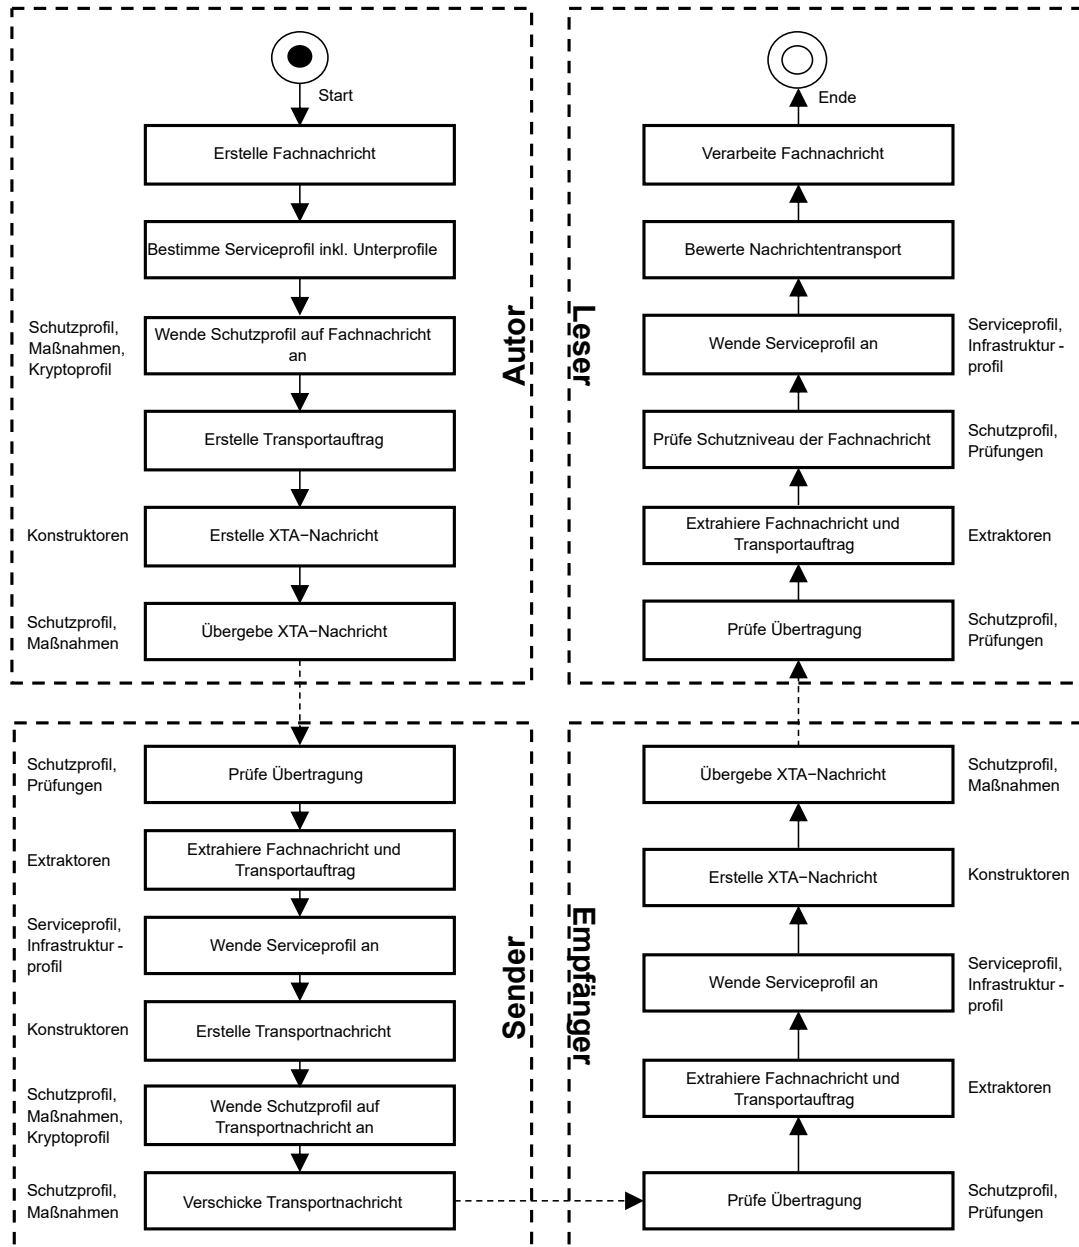 Start
Erstelle Fachnachricht
Bestimme Serviceprofil inkl. Unterprofile
Schutzprofil,
Maßnahmen,
Kryptoprofil
Wende Schutzprofil auf Fachnachricht
an
Erstelle Transportauftrag
Konstruktoren
Erstelle XTA−Nachricht
Schutzprofil,
Maßnahmen
Übergebe XTA−Nachricht
Autor
Schutzprofil,
Prüfungen
Prüfe Übertragung
Extraktoren
Extrahiere Fachnachricht und
Transportauftrag
Serviceprofil,
Infrastruktur -
profil
Wende Serviceprofil an
Konstruktoren
Erstelle Transportnachricht
Schutzprofil,
Maßnahmen,
Kryptoprofil
Wende Schutzprofil auf
Transportnachricht an
Schutzprofil,
Maßnahmen
Verschicke Transportnachricht
Sender
Ende
Verarbeite Fachnachricht
Bewerte Nachrichtentransport
Wende Serviceprofil an
Serviceprofil,
Infrastruktur -
profil
Prüfe Schutzniveau der Fachnachricht
Schutzprofil,
Prüfungen
Extrahiere Fachnachricht und
Transportauftrag
Extraktoren
Prüfe Übertragung
Schutzprofil,
Prüfungen
Leser
Übergebe XTA−Nachricht
Schutzprofil,
Maßnahmen
Erstelle XTA−Nachricht
Konstruktoren
Wende Serviceprofil an
Serviceprofil,
Infrastruktur -
profil
Extrahiere Fachnachricht und
Transportauftrag
Extraktoren
Prüfe Übertragung
Schutzprofil,
Prüfungen
Empfänger